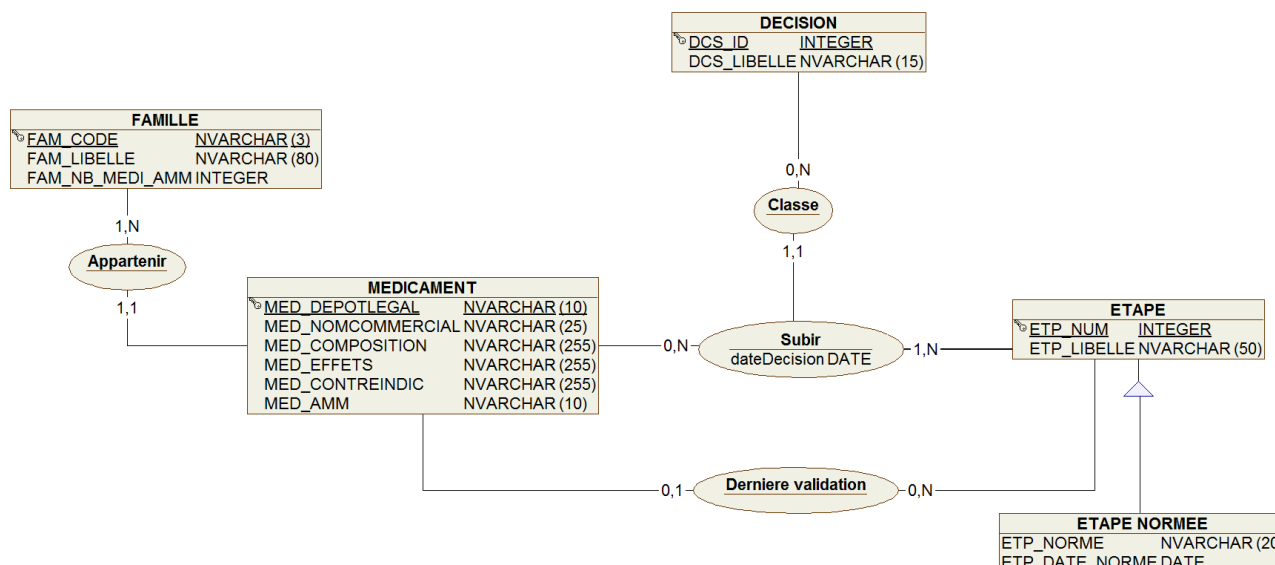 DECISION
DCS_ID INTEGER
DCS_LIBELLE NVARCHAR (15)
0,N
Classe
1,1
FAMILLE
FAM_CODE NVARCHAR (3)
FAM_LIBELLE NVARCHAR (80)
FAM_NB_MEDI_AMM INTEGER
1,N
Appartenir
1,1
MEDICAMENT
MED_DEPOTLEGAL NVARCHAR (10)
MED_NOMCOMMERCIAL NVARCHAR (25)
MED_COMPOSITION NVARCHAR (255)
MED_EFFETS NVARCHAR (255)
MED_CONTREINDIC NVARCHAR (255)
MED_AMM NVARCHAR (10)
0,N
Subir
dateDecision DATE
1,N
ETAPE
ETP_NUM INTEGER
ETP_LIBELLE NVARCHAR (50)
0,1
Derniere validation
0,N
ETAPE NORMEE
ETP_NORME NVARCHAR (20
ETP_DATE_NORME DATE